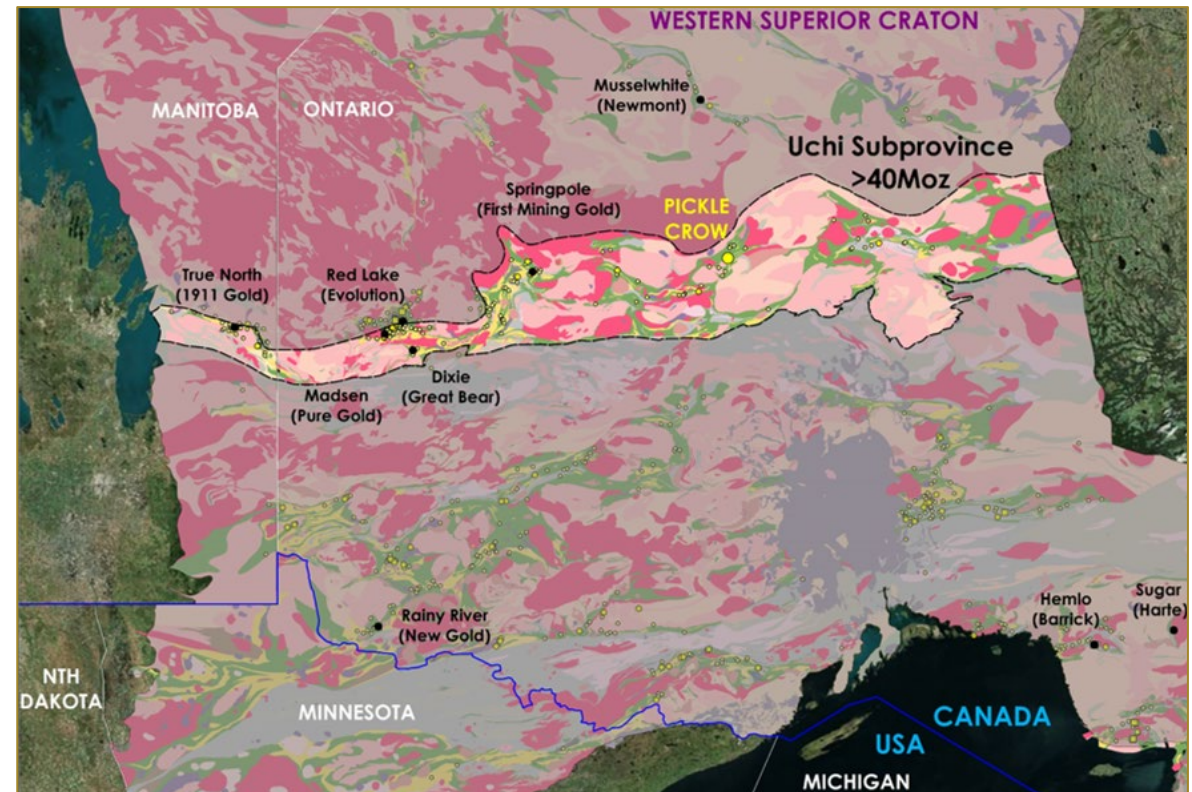 WESTERN SUPERIOR CRATON
Musselwhite
(Newmont)
MANITOBA
ONTARIO
Uchi Subprovince
>40Moz
Springpole
(First Mining Gold)
PICKLE
CROW
True North
(1911 Gold)
Red Lake
(Evolution)
Madsen
(Pure Gold)
Dixie
(Great Bear)
Rainy River
(New Gold)
Hemlo
(Barrick)
Sugar
(Harte)
NTH
DAKOTA
MINNESOTA
CANADA
USA
MICHIGAN